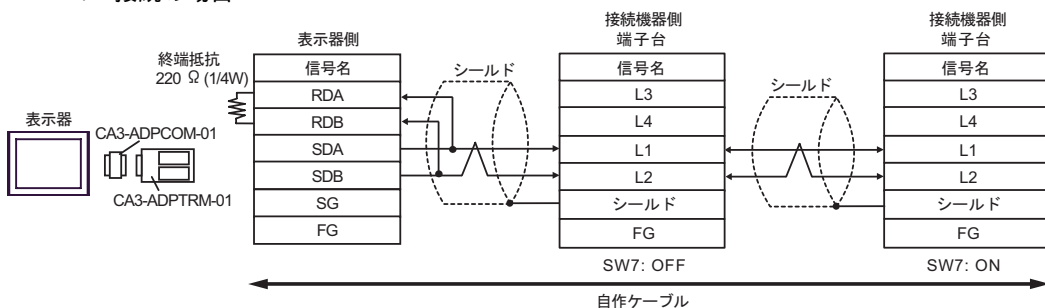 表示器
CA3-ADPCOM-01
CA3-ADPTRM-01
終端抵抗
220 Ω (1/4W)
表示器側
信号名
RDA
RDB
SDA
SDB
SG
FG
シールド
接続機器側
端子台
信号名
L3
L4
L1
L2
シールド
FG
SW7: OFF
シールド
接続機器側
端子台
信号名
L3
L4
L1
L2
シールド
FG
SW7: ON
自作ケーブル